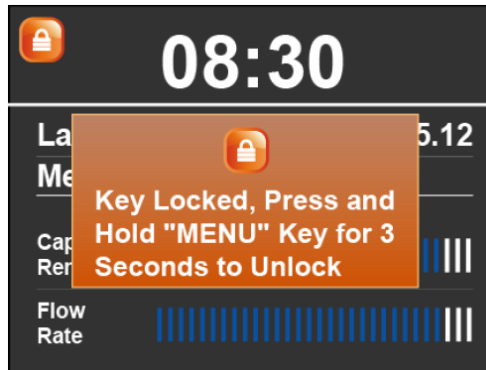 08:30
La 5.12
Me
Key Locked, Press and
Hold "MENU" Key for 3
Seconds to Unlock
Cap
Rem
Flow
Rate